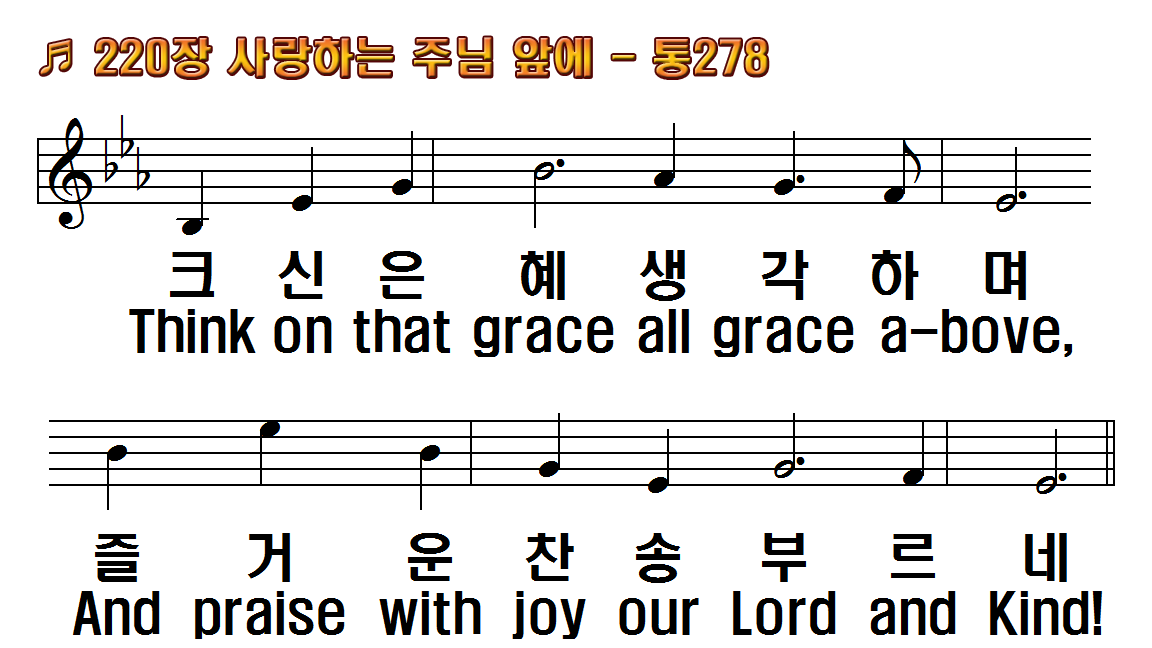 ♬ 220장 사랑하는 주님 앞에 - 통278
크 신 은 혜 생 각 하 며
Think on that grace all grace a-bove,
즐 거 운 찬 송 부 르 네
And praise with joy our Lord and Kind!